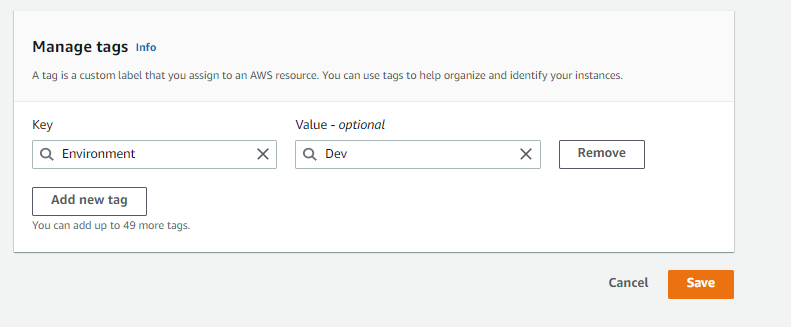 Manage tags Info
A tag is a custom label that you assign to an AWS resource. You can use tags to help organize and identify your instances.
Key Value - optional
Environment Dev Remove
Add new tag
You can add up to 49 more tags.
Cancel Save